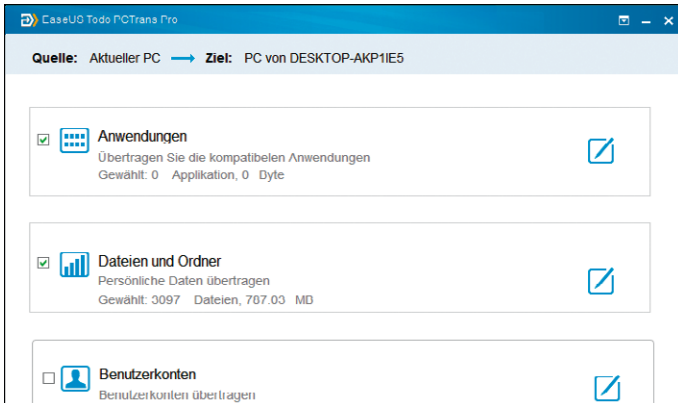 EaseUS Todo PCTrans Pro
Quelle: Aktueller PC Ziel: PC von DESKTOP-AKP1IE5
Anwendungen
Übertragen Sie die kompatibelen Anwendungen
Gewählt: 0 Applikation, 0 Byte
Dateien und Ordner
Persönliche Daten übertragen
Gewählt: 3097 Dateien, 787.03 MB
Benutzerkonten
Benutzerkonten übertragen